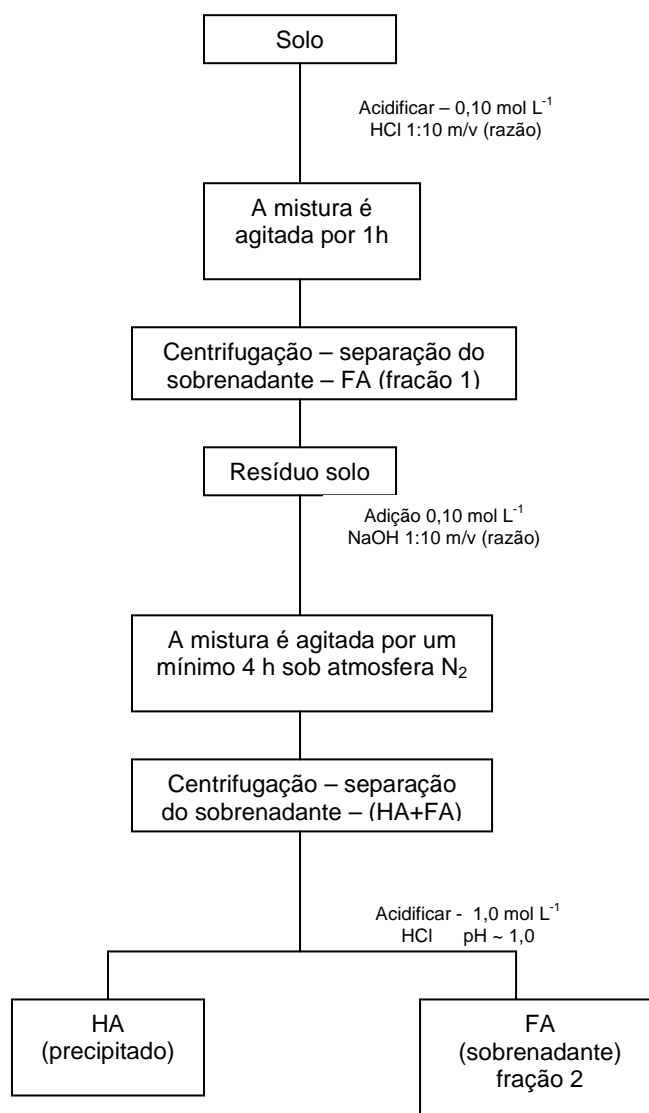 Solo
Acidificar – 0,10 mol L-1
HCl 1:10 m/v (razão)
A mistura é
agitada por 1h
Centrifugação – separação do
sobrenadante – FA (fração 1)
Resíduo solo
Adição 0,10 mol L-1
NaOH 1:10 m/v (razão)
A mistura é agitada por um
mínimo 4 h sob atmosfera N2
Centrifugação – separação
do sobrenadante – (HA+FA)
Acidificar - 1,0 mol L-1
HCl pH ~ 1,0
HA
(precipitado)
FA
(sobrenadante)
fração 2